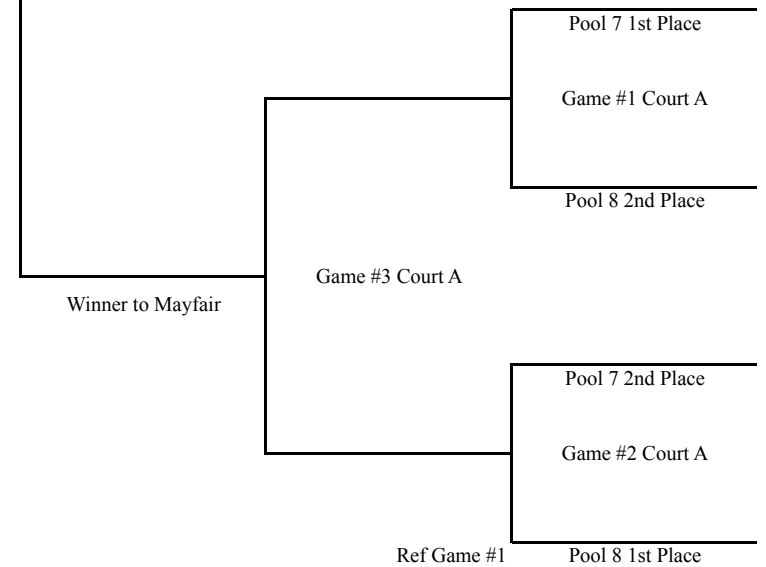 Pool 7 1st Place
Game #1 Court A
Pool 8 2nd Place
Game #3 Court A
Winner to Mayfair
Pool 7 2nd Place
Game #2 Court A
Ref Game #1 Pool 8 1st Place